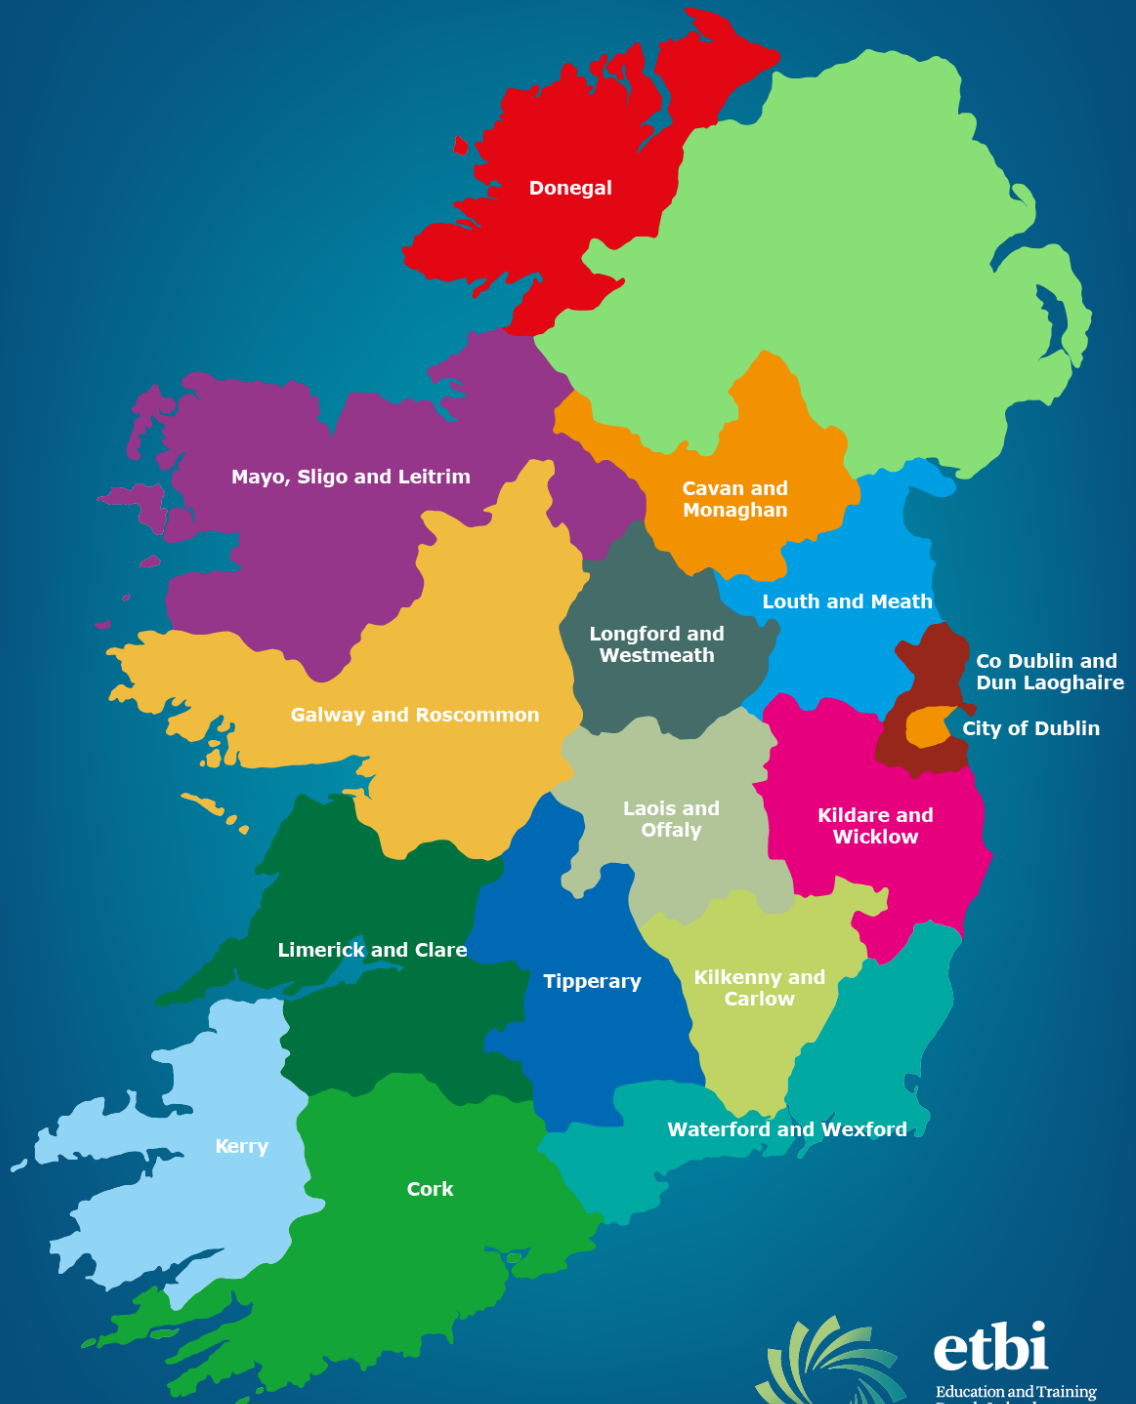 Donegal
Mayo, Sligo and Leitrim
Cavan and
Monaghan
Louth and Meath
Longford and
Westmeath
Co Dublin and
Dun Laoghaire
Galway and Roscommon
City of Dublin
Laois and
Offaly
Kildare and
Wicklow
Limerick and Clare
Tipperary
Kilkenny and
Carlow
Waterford and Wexford
Kerry
Cork
etbi
Education and Training